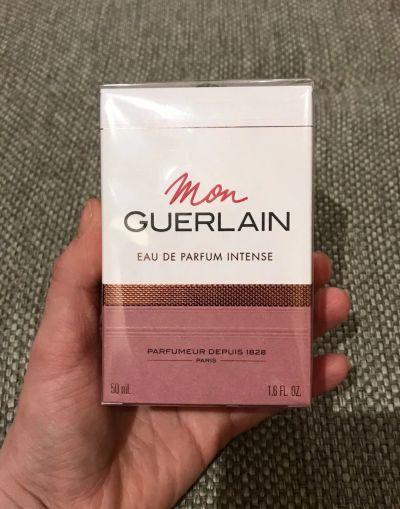 Mon
GUERLAIN
EAU DE PARFUM INTENSE
PARFUMEUR DEPUIS 1828
PARIS
50 mL 1.6 FL. OZ.